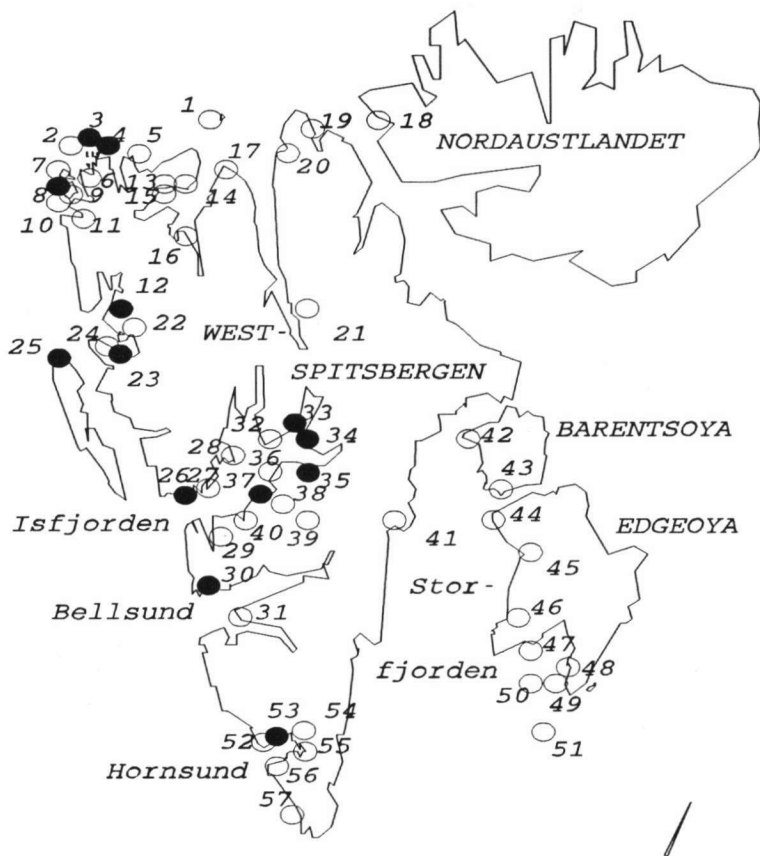 1
2 3 4 5
19 18
NORDAUSTLANDET
7 6 13 17 20
8 9 15 14
10 11
16
12
22 WEST- 21
25 24
23 SPITSBERGEN
32 33
28 34 BARENTSOYA
36 42
26 27 37 35 43
38
Isfjorden 40 39 41 44 EDGEOYA
29
30 45
Bellsund Stor-
31 46
47
fjorden 48
50 49
53 54 51
52 55
Hornsund 56
57